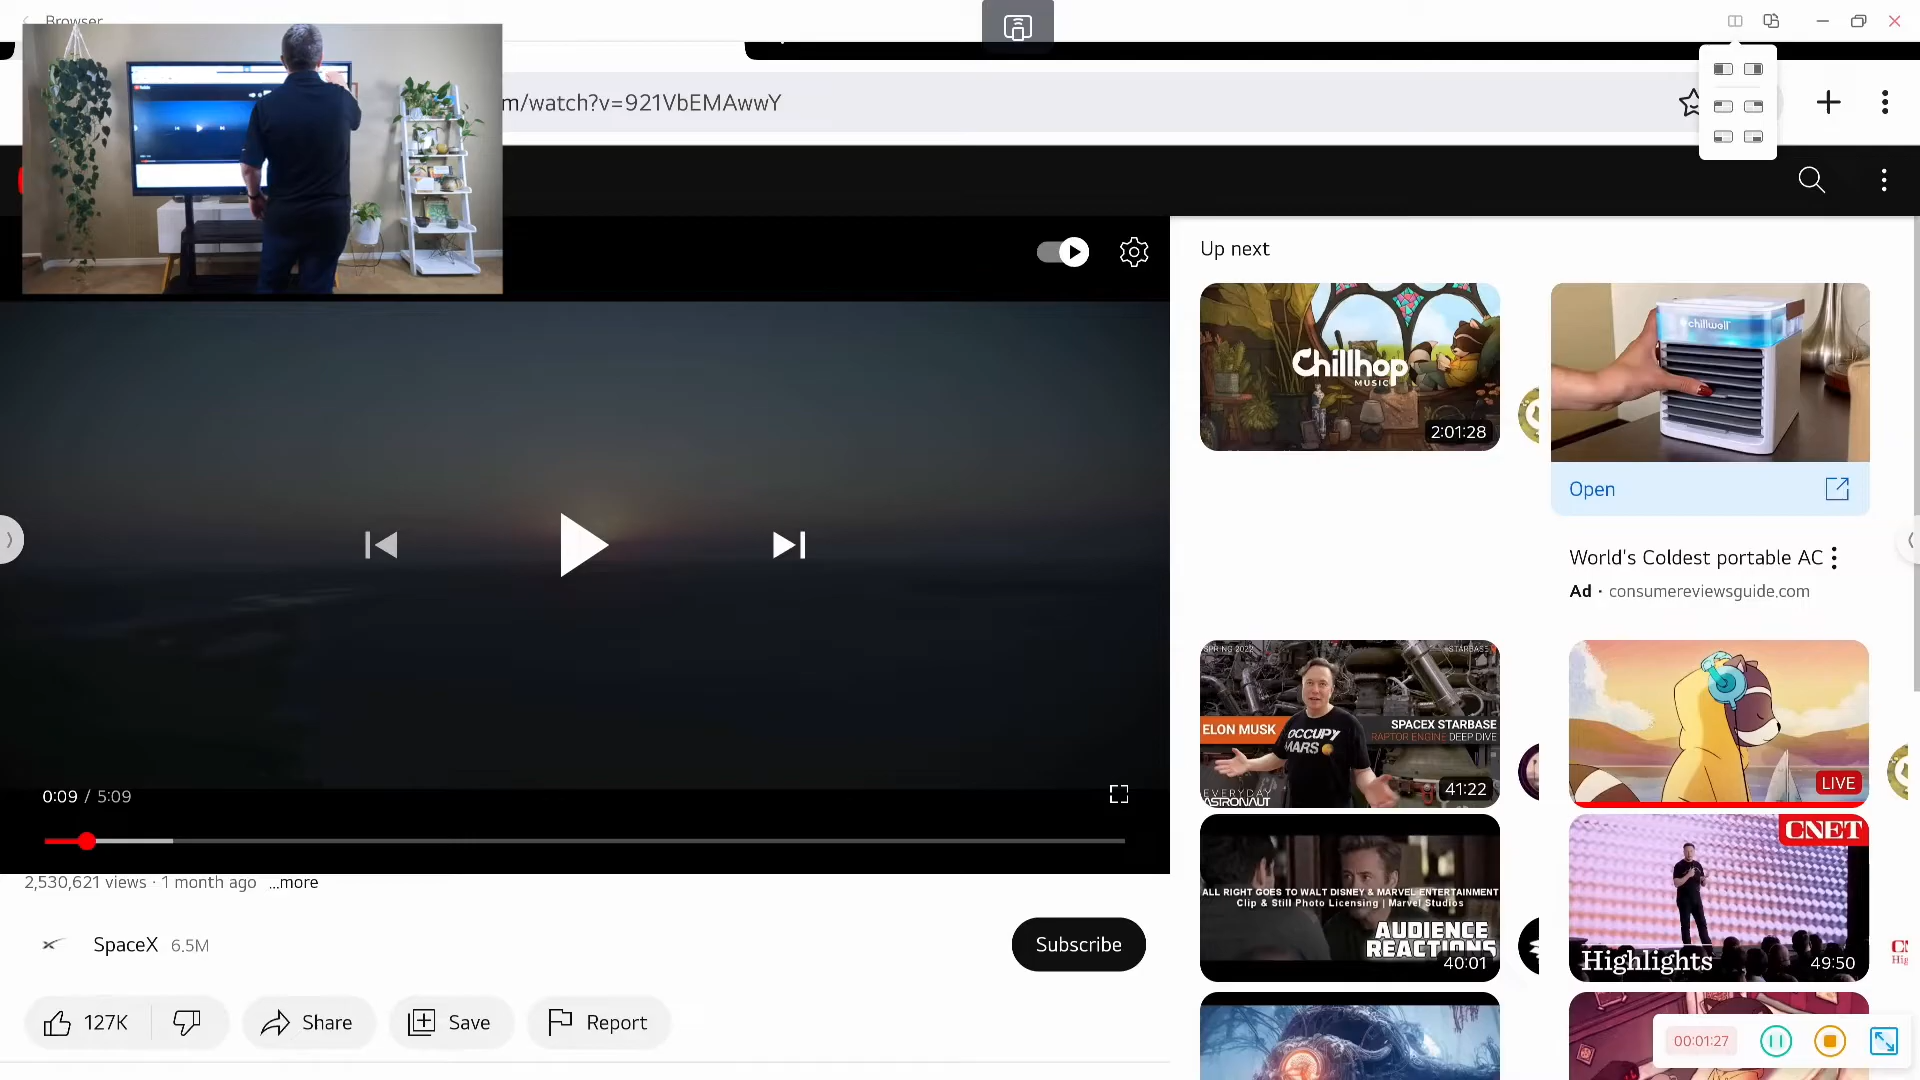 Browser
m/watch?v=921VbEMAwwY
Up next
Chillhop
MUSIC
2:01:28
chillwell
Open
World's Coldest portable AC
Ad · consumereviewsguide.com
SPRING 2022
STARBASE
ELON MUSK
SPACEX STARBASE
RAPTOR ENGINE DEEP DIVE
OCCUPY
MARS
EVERYDAY
ASTRONAUT
41:22
LIVE
0:09 / 5:09
CNET
ALL RIGHT GOES TO WALT DISNEY & MARVEL ENTERTAINMENT
Clip & Still Photo Licensing | Marvel Studios
AUDIENCE
REACTIONS
40:01
Highlights
49:50
2,530,621 views · 1 month ago ...more
SpaceX 6.5M
Subscribe
127K
Share
Save
Report
00:01:27